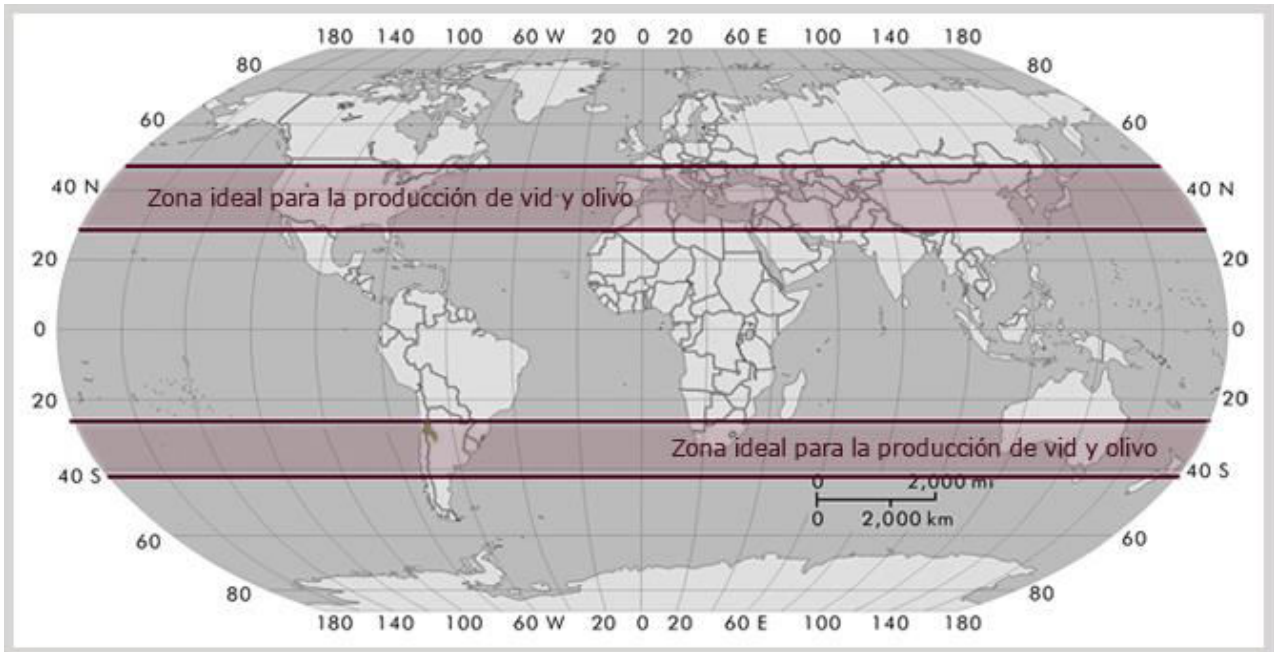 180 140 100 60 W 20 0 20 60 E 100 140 180
80 80
60 60
40 N 40 N
Zona ideal para la producción de vid y olivo
20 20
0 0
20 20
Zona ideal para la producción de vid y olivo
40 S 40 S
0 2,000 mi
0 2,000 km
60 60
80 80
180 140 100 60 W 20 0 20 60 E 100 140 180